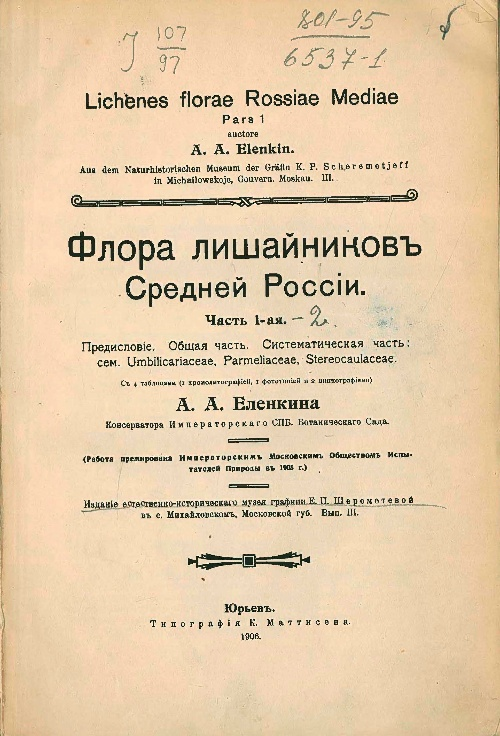 107
97
801-95
6537-1
Lichenes florae Rossiae Mediae
Pars 1
auctore
A. A. Elenkin.
Aus dem Naturhistorischen Museum der Gräfin K. P. Scheremetjeff
in Michailowskoje, Gouvern. Moskau. III.
Флора лишайниковъ
Средней Россіи.
Часть 1-ая. – 2
Предисловіе. Общая часть. Систематическая часть:
сем. Umbilicariaceae, Parmeliaceae, Stereocaulaceae.
Съ 4 таблицами (1 хромолитографіей, 1 фототипіей и 2 цинкографіями)
А. А. Еленкина
Консерватора Императорскаго СПБ. Ботаническаго Сада.
(Работа премирована Императорскимъ Московскимъ Обществомъ Испы-
тателей Природы въ 1903 г.)
Изданіе естественно-историческаго музея графини Е. П. Шереметевой
въ с. Михайловскомъ, Московской губ. Вып. III.
Юрьевъ.
Типографія К. Маттисена.
1906.